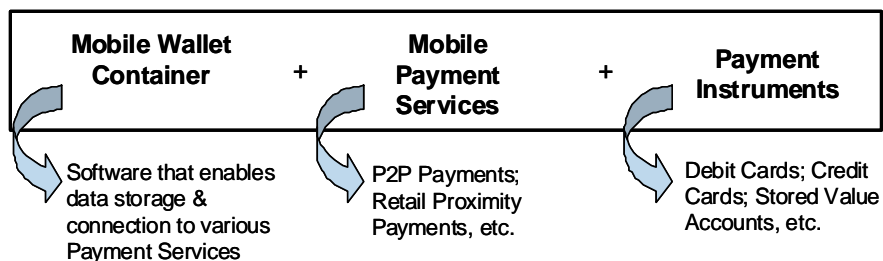 Mobile Wallet
Container
+
Mobile
Payment
Services
+
Payment
Instruments
Software that enables
data storage &
connection to various
Payment Services
P2P Payments;
Retail Proximity
Payments, etc.
Debit Cards; Credit
Cards; Stored Value
Accounts, etc.